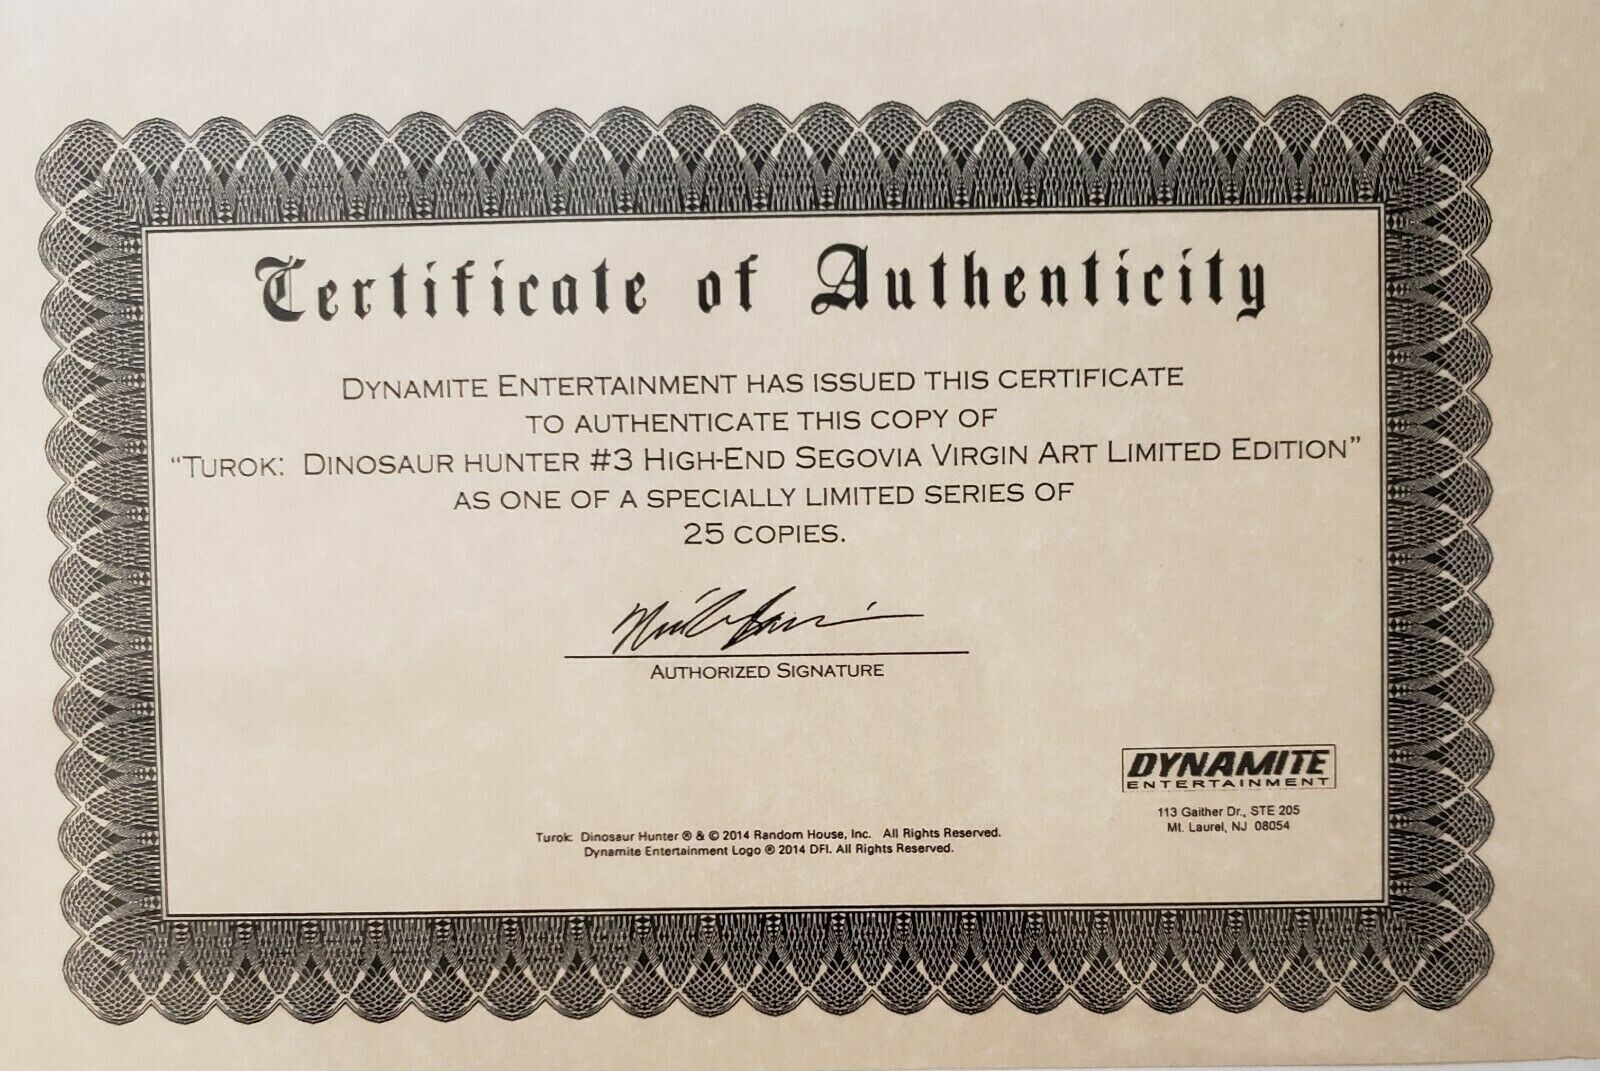 Certificate of Authenticity
DYNAMITE ENTERTAINMENT HAS ISSUED THIS CERTIFICATE
TO AUTHENTICATE THIS COPY OF
“TUROK: DINOSAUR HUNTER #3 HIGH-END SEGOVIA VIRGIN ART LIMITED EDITION”
AS ONE OF A SPECIALLY LIMITED SERIES OF
25 COPIES.
AUTHORIZED SIGNATURE
DYNAMITE
ENTERTAINMENT
113 Gaither Dr., STE 205
Mt. Laurel, NJ 08054
Turok: Dinosaur Hunter ® & © 2014 Random House, Inc. All Rights Reserved.
Dynamite Entertainment Logo ® 2014 DFI. All Rights Reserved.